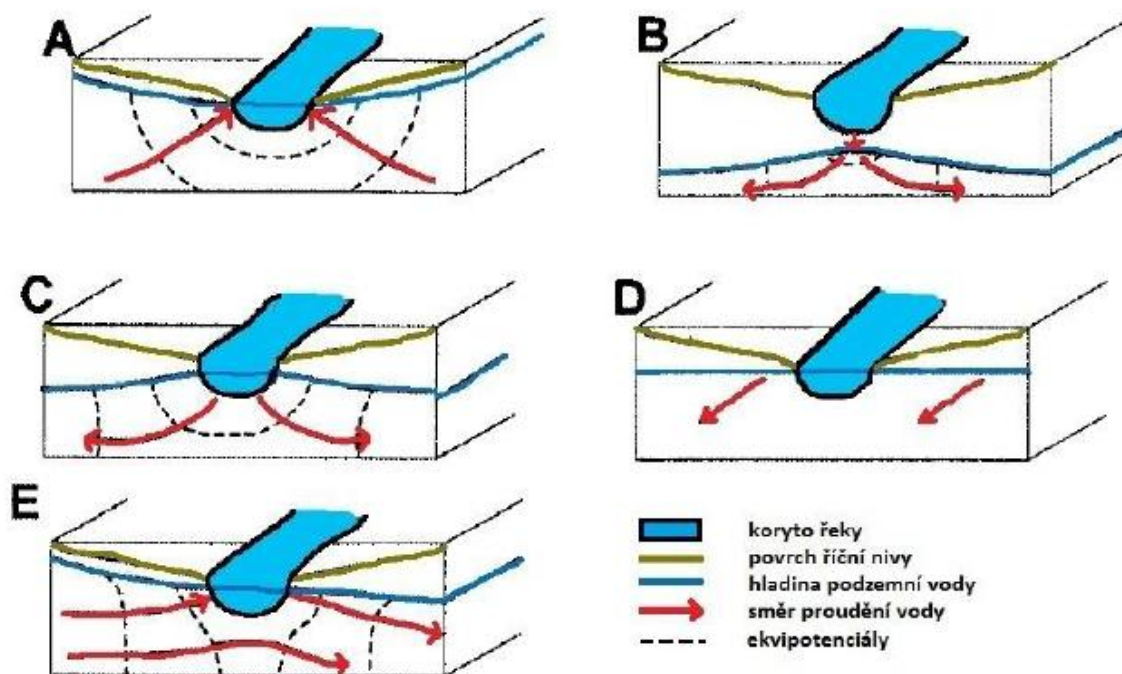 A
B
C
D
E
koryto řeky
povrch říční nivy
hladina podzemní vody
směr proudění vody
ekvipotenciály